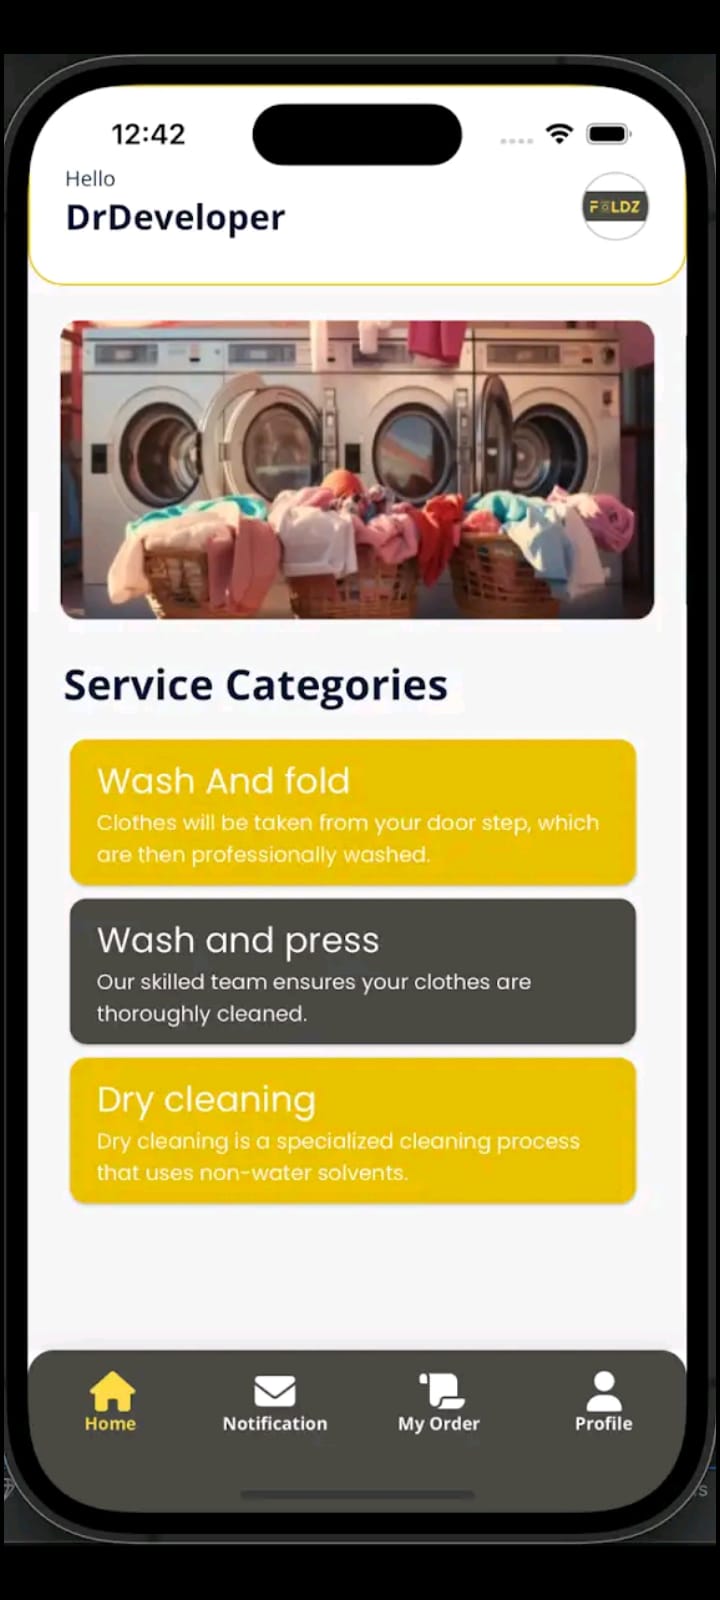 12:42
Hello
DrDeveloper
FOLDZ
Service Categories
Wash And fold
Clothes will be taken from your door step, which
are then professionally washed.
Wash and press
Our skilled team ensures your clothes are
thoroughly cleaned.
Dry cleaning
Dry cleaning is a specialized cleaning process
that uses non-water solvents.
Home
Notification
My Order
Profile